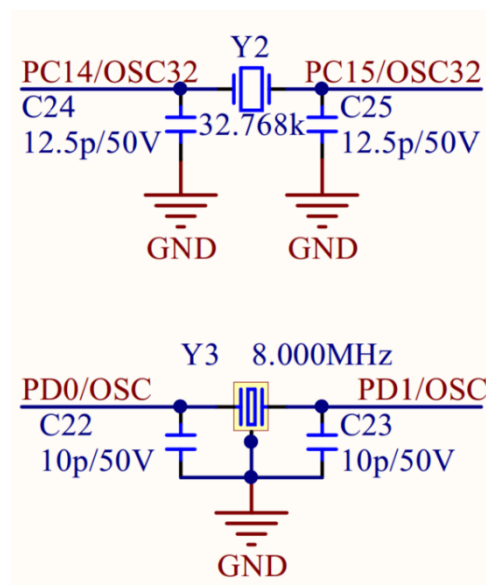 Y2
PC14/OSC32 PC15/OSC32
C24 C25
32.768k
12.5p/50V 12.5p/50V
GND GND
Y3 8.000MHz
PD0/OSC PD1/OSC
C22 C23
10p/50V 10p/50V
GND